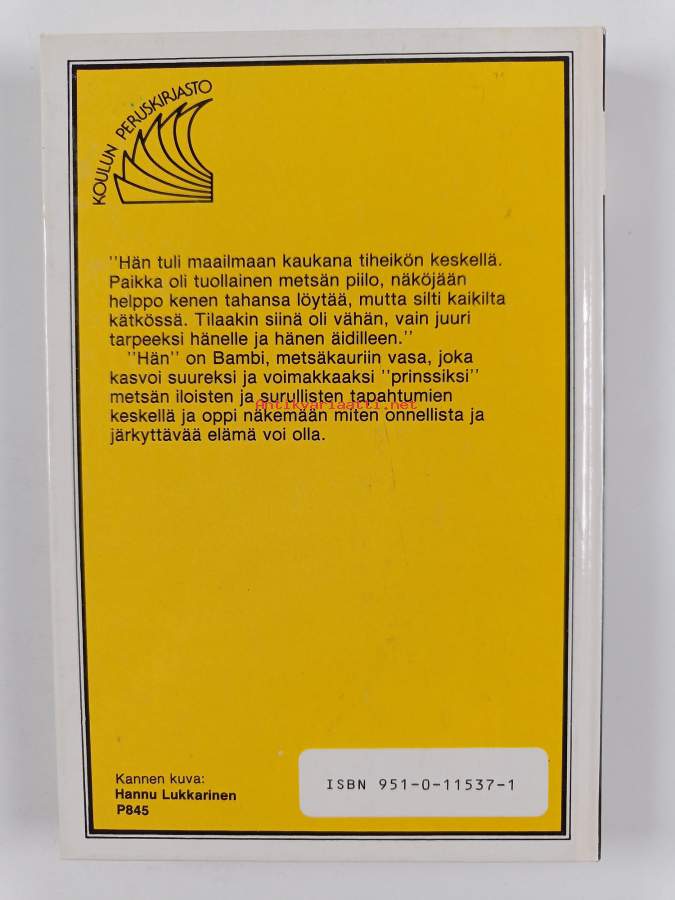 KOULUN PERUSKIRJASTO
"Hän tuli maailmaan kaukana tiheikön keskellä.
Paikka oli tuollainen metsän piilo, näköjään
helppo kenen tahansa löytää, mutta silti kaikilta
kätkössä. Tilaakin siinä oli vähän, vain juuri
tarpeeksi hänelle ja hänen äidilleen."
"Hän" on Bambi, metsäkauriin vasa, joka
kasvoi suureksi ja voimakkaaksi "prinssiksi"
metsän iloisten ja surullisten tapahtumien
Antikvariaatti.net
keskellä ja oppi näkemään miten onnellista ja
järkyttävää elämä voi olla.
Kannen kuva:
Hannu Lukkarinen
P845
ISBN 951-0-11537-1